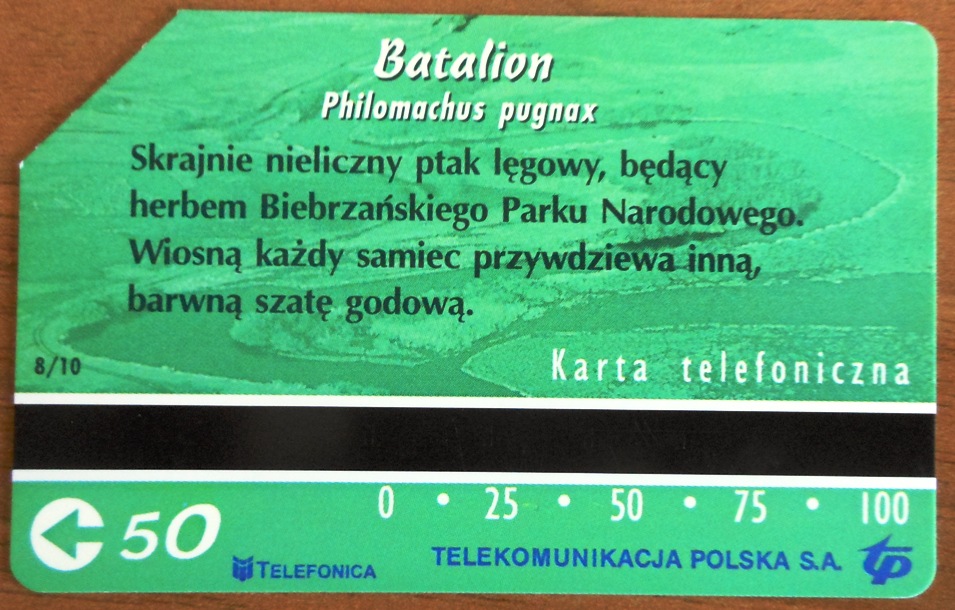 Batalion
Philomachus pugnax
Skrajnie nieliczny ptak lęgowy, będący
herbem Biebrzańskiego Parku Narodowego.
Wiosną każdy samiec przywdziewa inną,
barwną szatę godową.
8/10
Karta telefoniczna
0 • 25 • 50 • 75 • 100
50
TELEFONICA
TELEKOMUNIKACJA POLSKA S.A.
tp